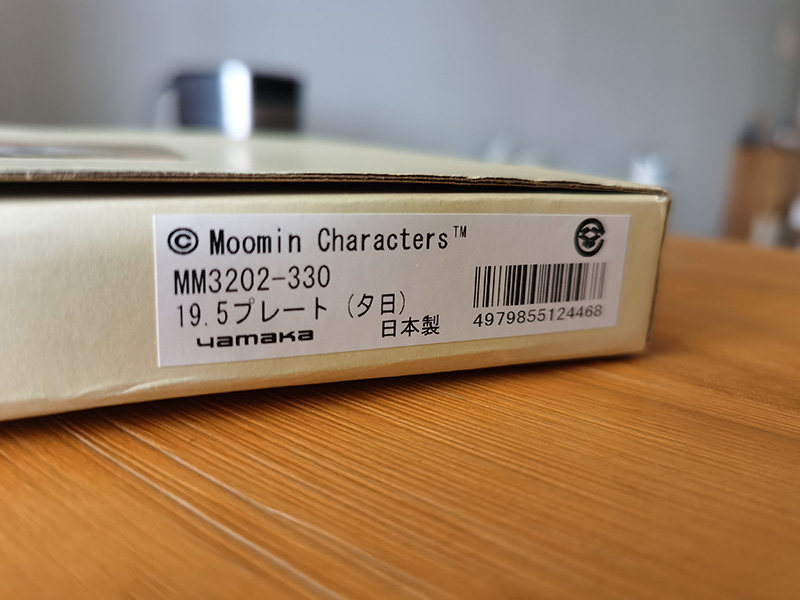 © Moomin Characters™
MM3202-330
19.5プレート (夕日)
日本製
yamaka
4979855124468